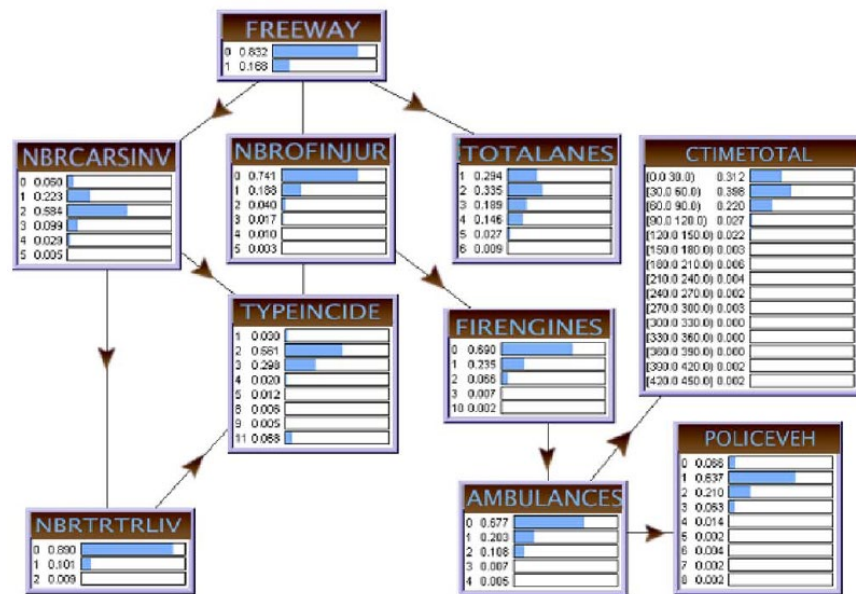 FREEWAY
0 0.832
1 0.168
NBRCARSINV
0 0.060
1 0.223
2 0.584
3 0.099
4 0.029
5 0.005
NBROFINJUR
0 0.741
1 0.188
2 0.040
3 0.017
4 0.010
5 0.003
TOTALANES
1 0.294
2 0.335
3 0.189
4 0.146
5 0.027
6 0.009
CTIMETOTAL
[0.0 30.0) 0.312
[30.0 60.0) 0.398
[60.0 90.0) 0.220
[90.0 120.0) 0.027
[120.0 150.0) 0.022
[150.0 180.0) 0.003
[180.0 210.0) 0.006
[210.0 240.0) 0.004
[240.0 270.0) 0.002
[270.0 300.0) 0.003
[300.0 330.0) 0.000
[330.0 360.0) 0.000
[360.0 390.0) 0.000
[390.0 420.0) 0.002
[420.0 450.0) 0.002
TYPEINCIDE
1 0.030
2 0.561
3 0.298
4 0.020
5 0.012
8 0.006
9 0.005
11 0.068
FIRENGINES
0 0.690
1 0.235
2 0.066
3 0.007
10 0.002
POLICEVEH
0 0.066
1 0.637
2 0.210
3 0.063
4 0.014
5 0.002
6 0.004
7 0.002
8 0.002
AMBULANCES
0 0.677
1 0.203
2 0.108
3 0.007
4 0.005
NBRTRTRLIV
0 0.890
1 0.101
2 0.009